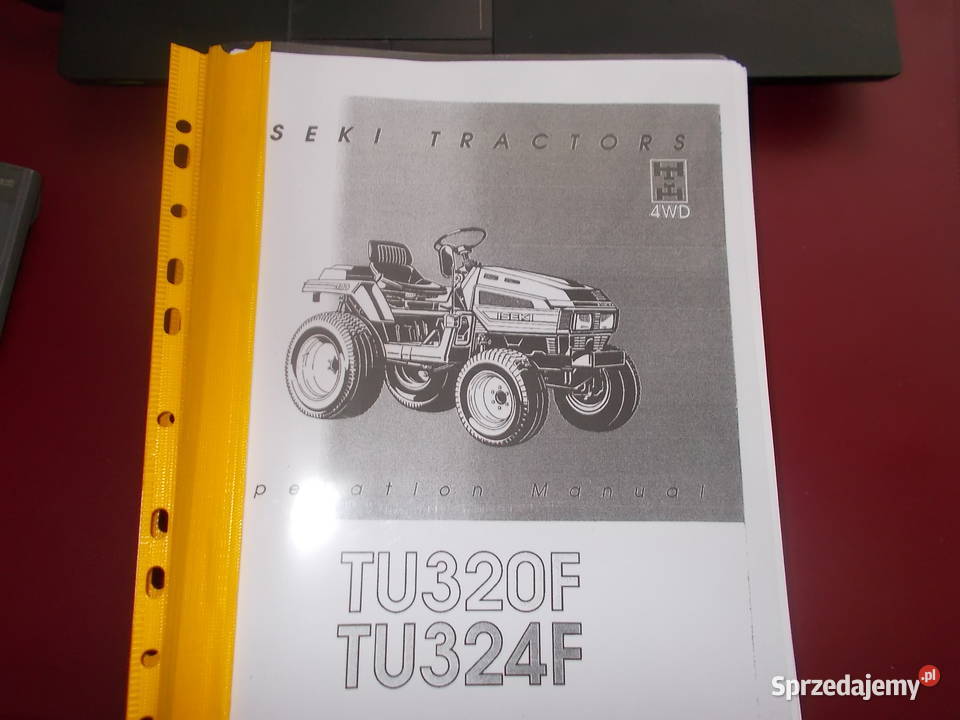 SEKI TRACTORS
4WD
ISEKI
peration Manual
TU320F
TU324F
Sprzedajemy.pl